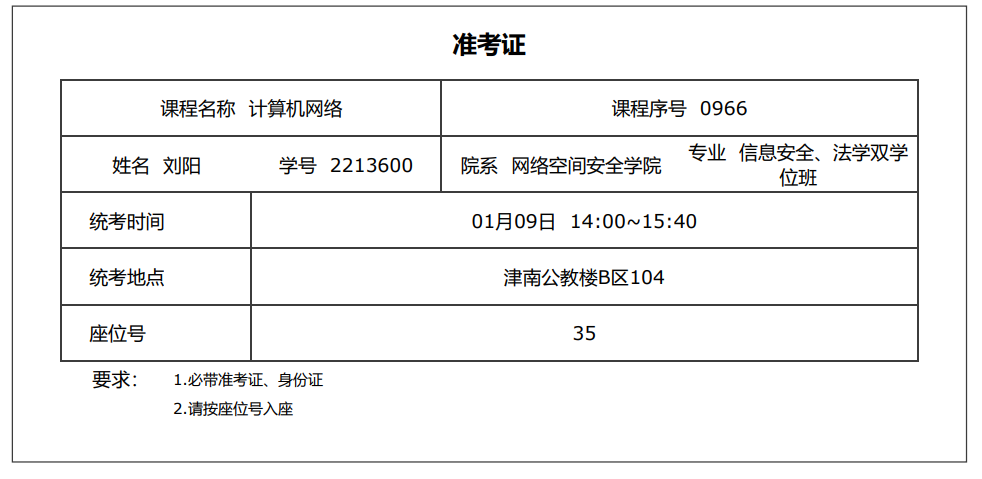 准考证
课程名称 计算机网络 课程序号 0966
姓名 刘阳 学号 2213600 院系 网络空间安全学院 专业 信息安全、法学双学
位班
统考时间 01月09日 14:00~15:40
统考地点 津南公教楼B区104
座位号 35
要求： 1.必带准考证、身份证
2.请按座位号入座